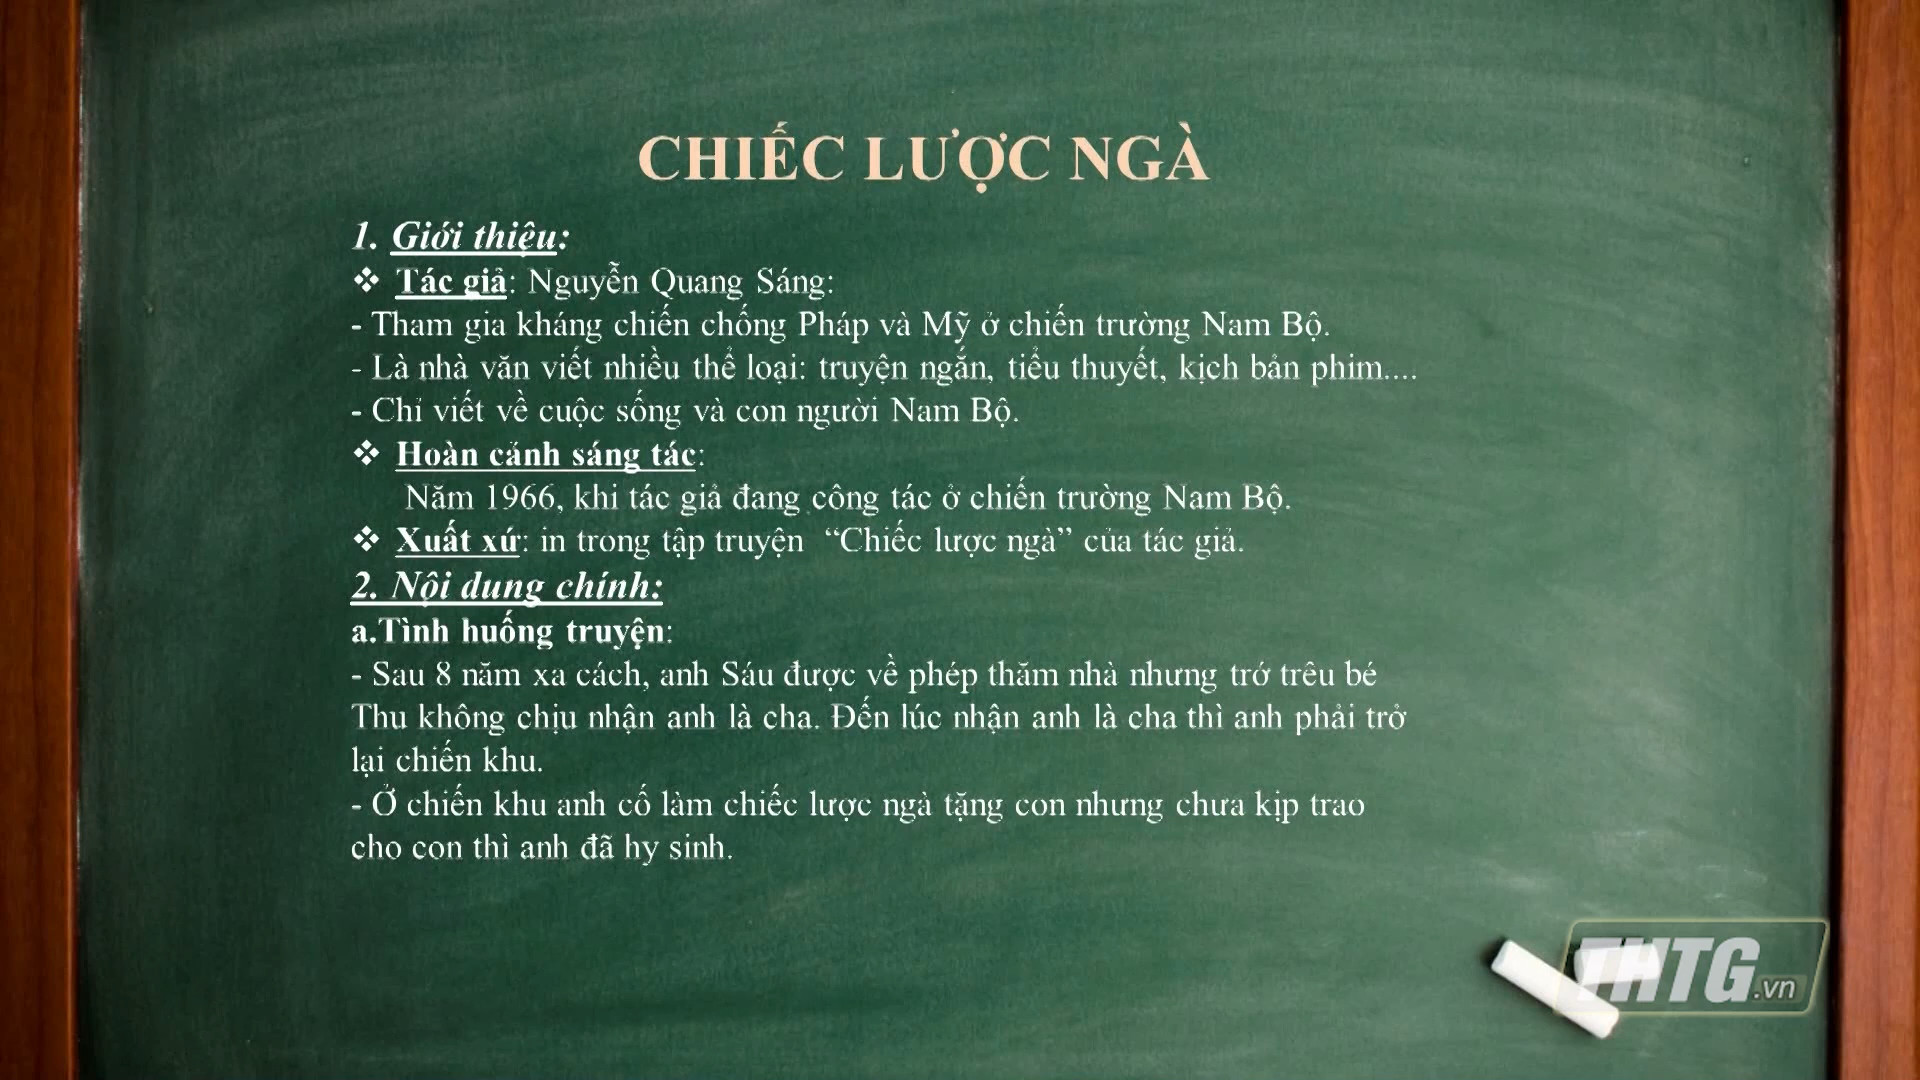 CHIẾC LƯỢC NGÀ
1. Giới thiệu:
❖ Tác giả: Nguyễn Quang Sáng:
- Tham gia kháng chiến chống Pháp và Mỹ ở chiến trường Nam Bộ.
- Là nhà văn viết nhiều thể loại: truyện ngắn, tiểu thuyết, kịch bản phim....
- Chỉ viết về cuộc sống và con người Nam Bộ.
❖ Hoàn cảnh sáng tác:
Năm 1966, khi tác giả đang công tác ở chiến trường Nam Bộ.
❖ Xuất xứ: in trong tập truyện “Chiếc lược ngà” của tác giả.
2. Nội dung chính:
a.Tình huống truyện:
- Sau 8 năm xa cách, anh Sáu được về phép thăm nhà nhưng trớ trêu bé
Thu không chịu nhận anh là cha. Đến lúc nhận anh là cha thì anh phải trở
lại chiến khu.
- Ở chiến khu anh cố làm chiếc lược ngà tặng con nhưng chưa kịp trao
cho con thì anh đã hy sinh.
THTG.vn